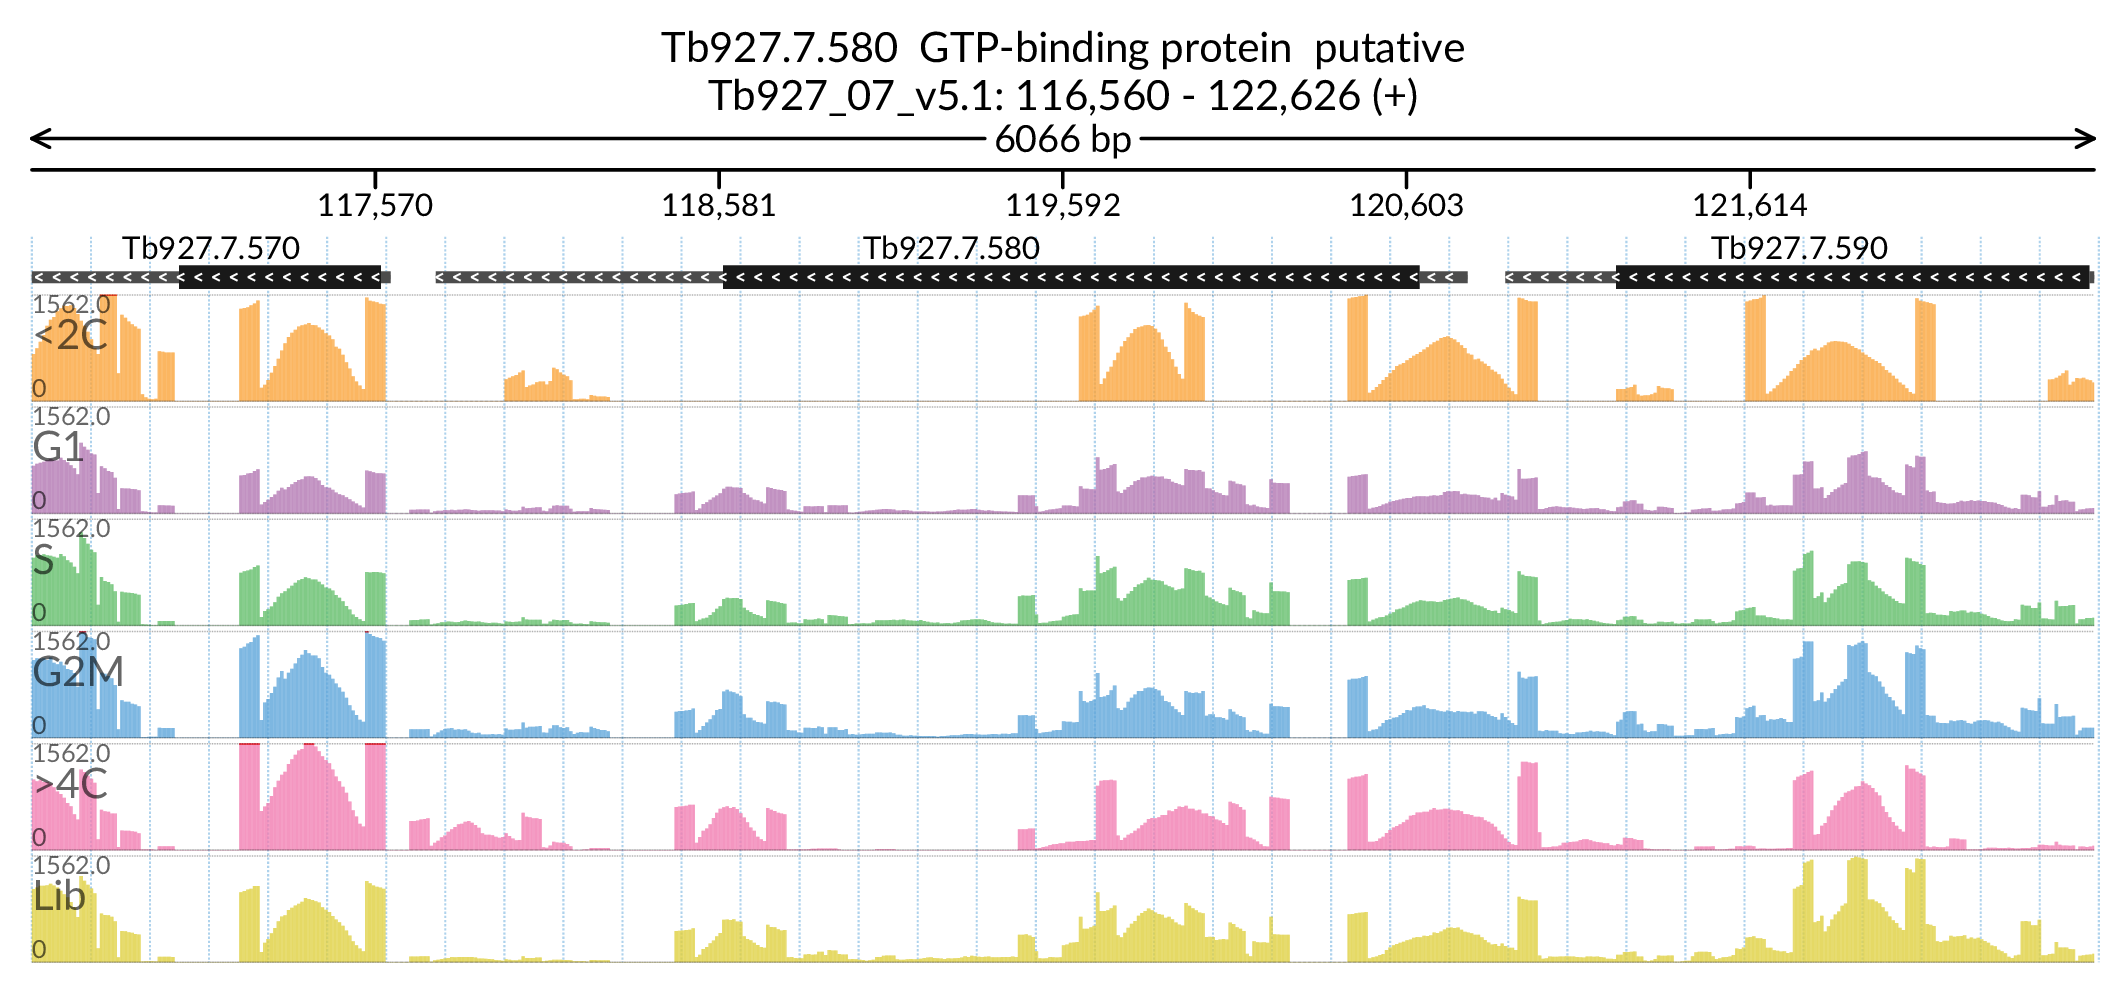 Tb927.7.580  GTP-binding protein  putative
Tb927_07_v5.1: 116,560 - 122,626 (+)
6066 bp
117,570 118,581 119,592 120,603 121,614
Tb927.7.570 Tb927.7.580 Tb927.7.590
1562.0
<2C
0
1562.0
G1
0
1562.0
S
0
1562.0
G2M
0
1562.0
>4C
0
1562.0
Lib
0